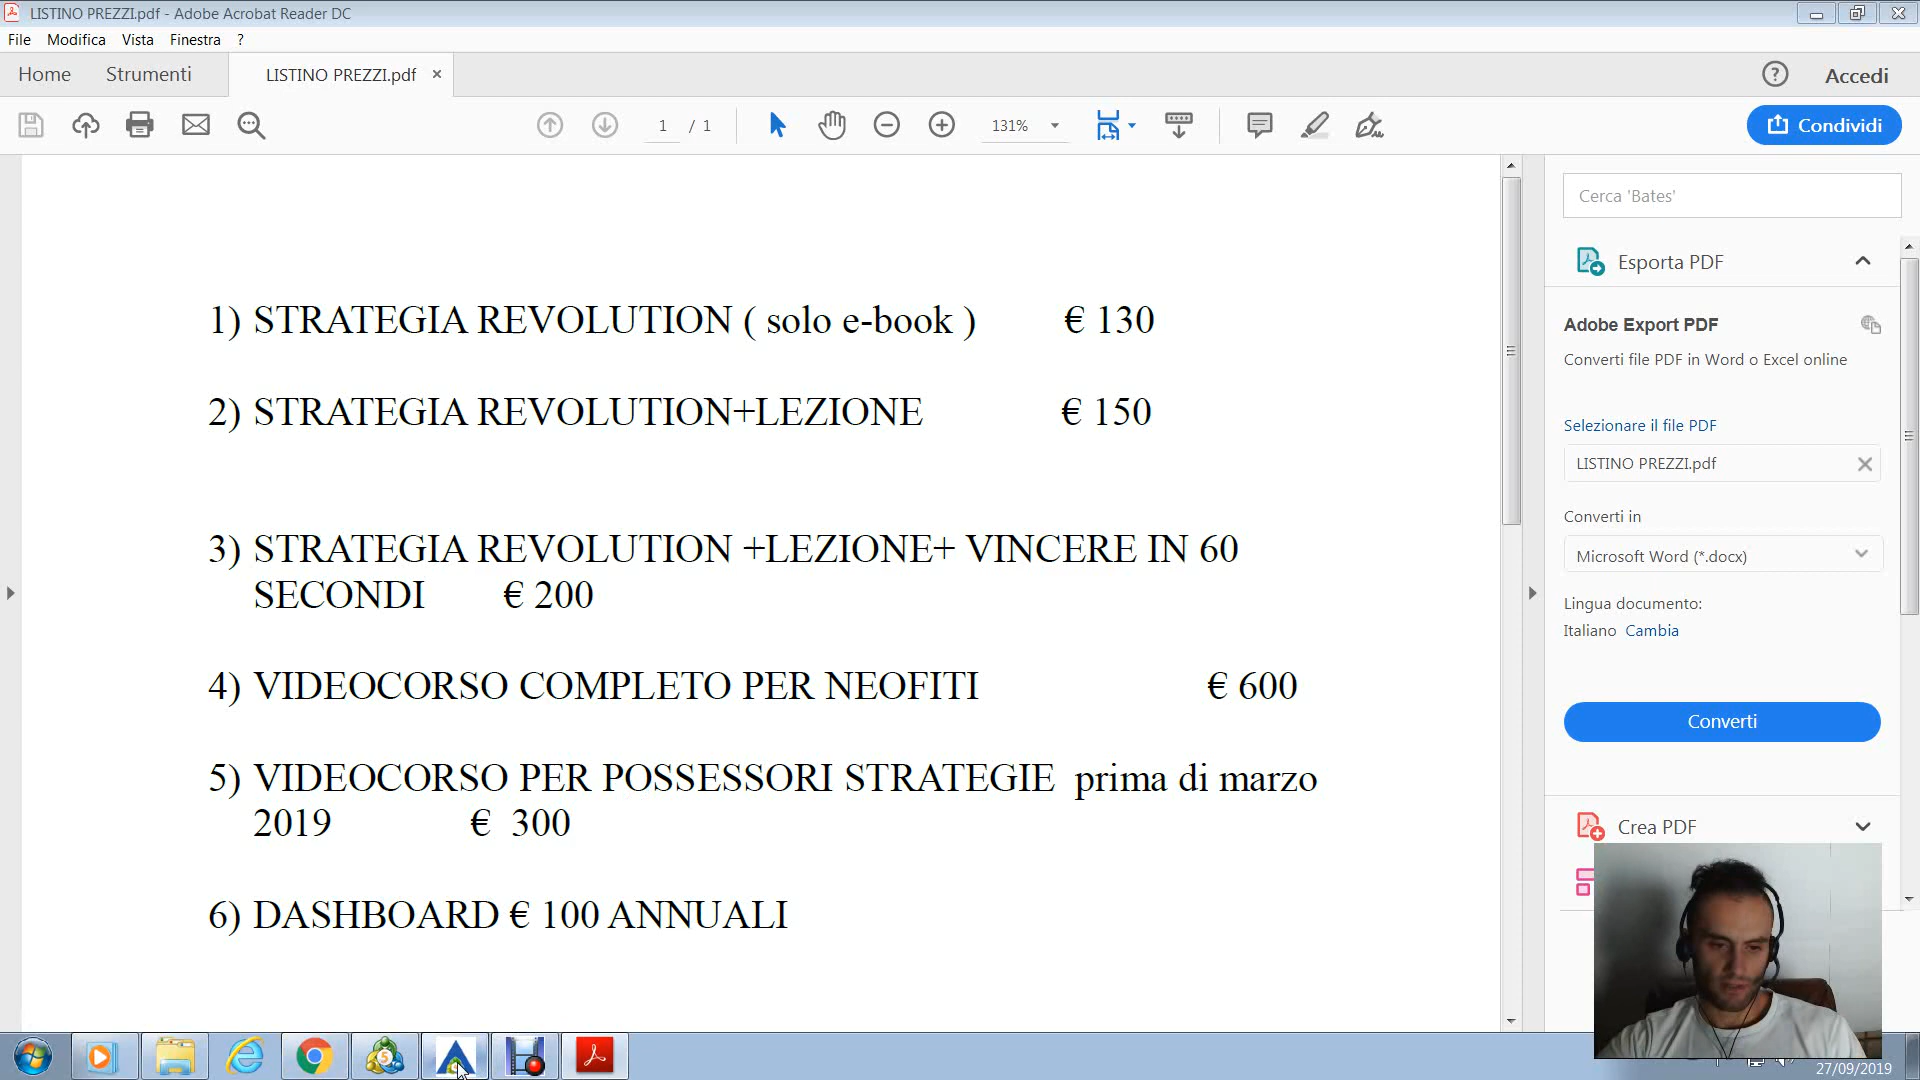 LISTINO PREZZI.pdf - Adobe Acrobat Reader DC
File Modifica Vista Finestra ?
Home Strumenti LISTINO PREZZI.pdf × ? Accedi
1 / 1 131% Condividi
1) STRATEGIA REVOLUTION ( solo e-book ) € 130
2) STRATEGIA REVOLUTION+LEZIONE € 150
3) STRATEGIA REVOLUTION +LEZIONE+ VINCERE IN 60
SECONDI € 200
4) VIDEOCORSO COMPLETO PER NEOFITI € 600
5) VIDEOCORSO PER POSSESSORI STRATEGIE prima di marzo
2019 € 300
6) DASHBOARD € 100 ANNUALI
Cerca 'Bates'
Esporta PDF
Adobe Export PDF
Converti file PDF in Word o Excel online
Selezionare il file PDF
LISTINO PREZZI.pdf
Converti in
Microsoft Word (*.docx)
Lingua documento:
Italiano Cambia
Converti
Crea PDF
5
27/09/2019